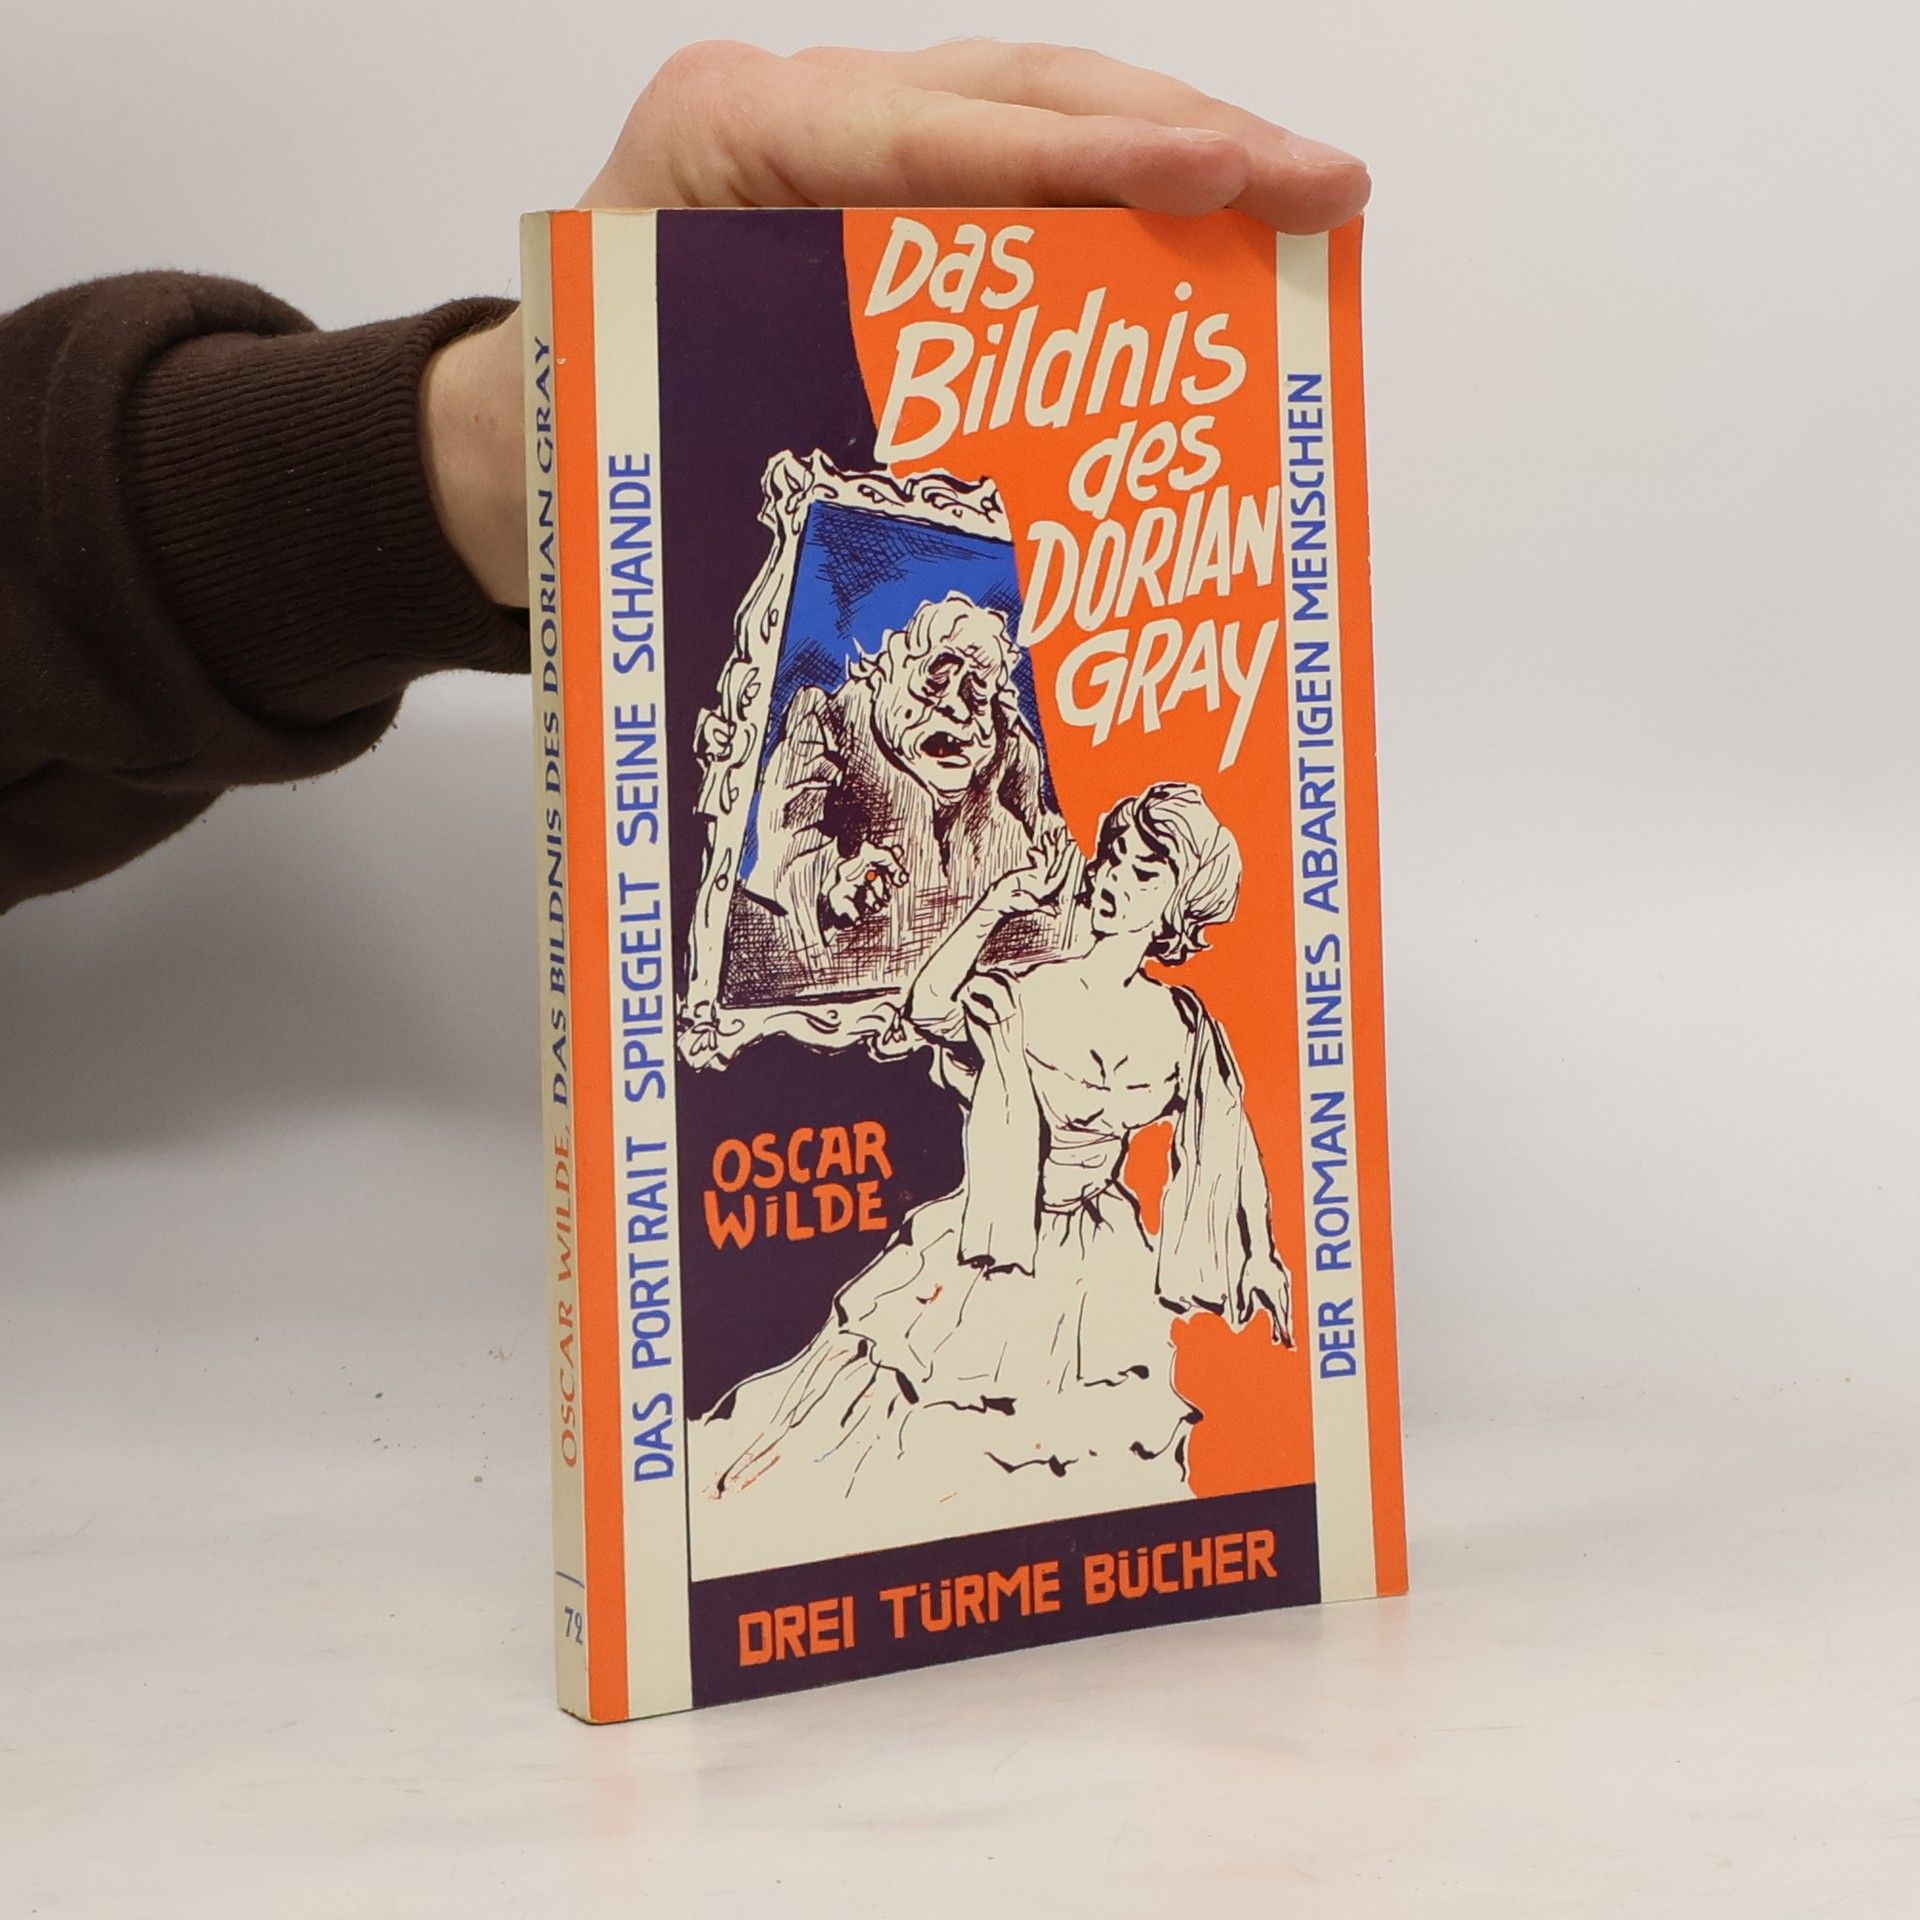 OSCAR WILDE, DAS BILDNIS DES DORIAN GRAY
72
DAS PORTRAIT SPIEGELT SEINE SCHANDE
Das
Bildnis
des
DORIAN
GRAY
OSCAR
WiLDE
DER ROMAN EINES ABARTIGEN MENSCHEN
DREI TÜRME BÜCHER